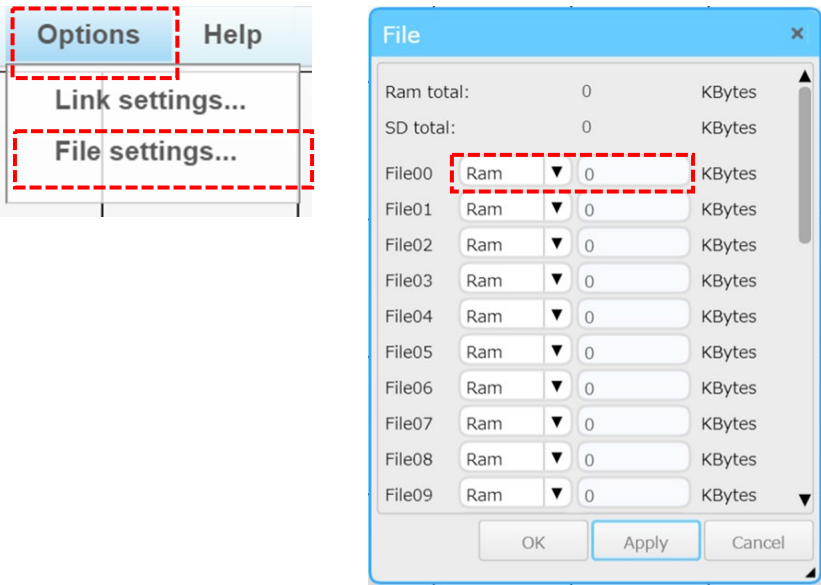 Options Help
Link settings...
File settings...
File ×
Ram total: 0 KBytes
SD total: 0 KBytes
File00 Ram ▼ 0 KBytes
File01 Ram ▼ 0 KBytes
File02 Ram ▼ 0 KBytes
File03 Ram ▼ 0 KBytes
File04 Ram ▼ 0 KBytes
File05 Ram ▼ 0 KBytes
File06 Ram ▼ 0 KBytes
File07 Ram ▼ 0 KBytes
File08 Ram ▼ 0 KBytes
File09 Ram ▼ 0 KBytes
OK Apply Cancel